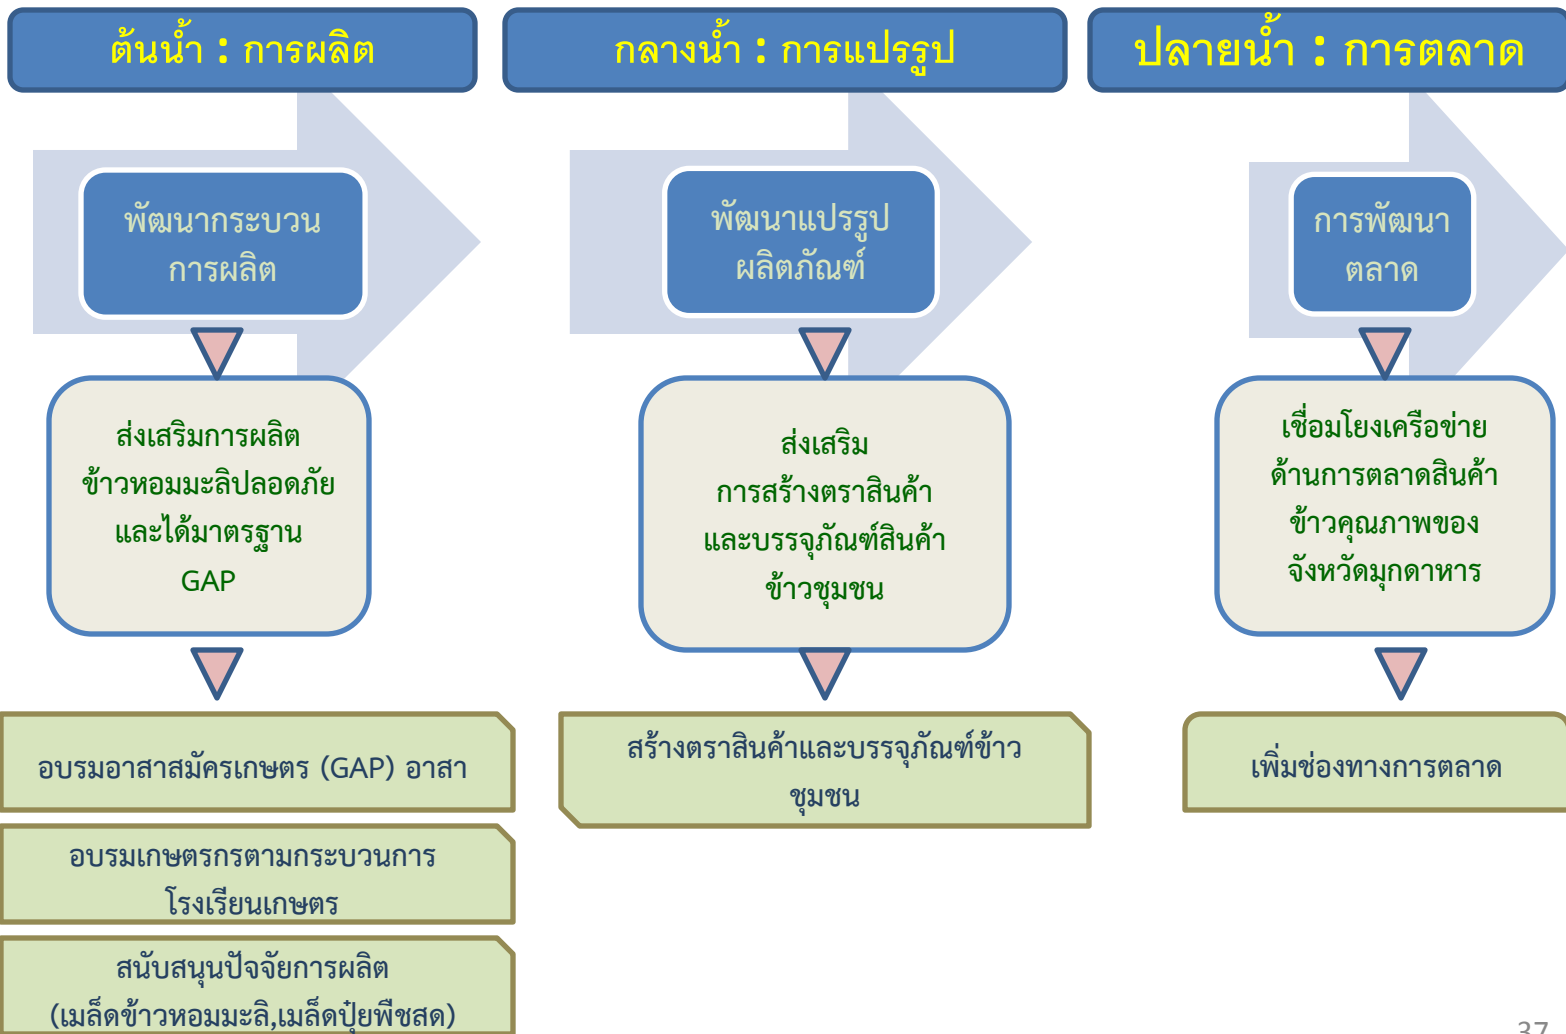 ต้นน้ำ : การผลิต
กลางน้ำ : การแปรรูป
ปลายน้ำ : การตลาด
พัฒนากระบวน
การผลิต
พัฒนาแปรรูป
ผลิตภัณฑ์
การพัฒนา
ตลาด
ส่งเสริมการผลิต
ข้าวหอมมะลิปลอดภัย
และได้มาตรฐาน
GAP
ส่งเสริม
การสร้างตราสินค้า
และบรรจุภัณฑ์สินค้า
ข้าวชุมชน
เชื่อมโยงเครือข่าย
ด้านการตลาดสินค้า
ข้าวคุณภาพของ
จังหวัดมุกดาหาร
อบรมอาสาสมัครเกษตร (GAP) อาสา
อบรมเกษตรกรตามกระบวนการ
โรงเรียนเกษตร
สนับสนุนปัจจัยการผลิต
(เมล็ดข้าวหอมมะลิ,เมล็ดปุ๋ยพืชสด)
สร้างตราสินค้าและบรรจุภัณฑ์ข้าว
ชุมชน
เพิ่มช่องทางการตลาด
37